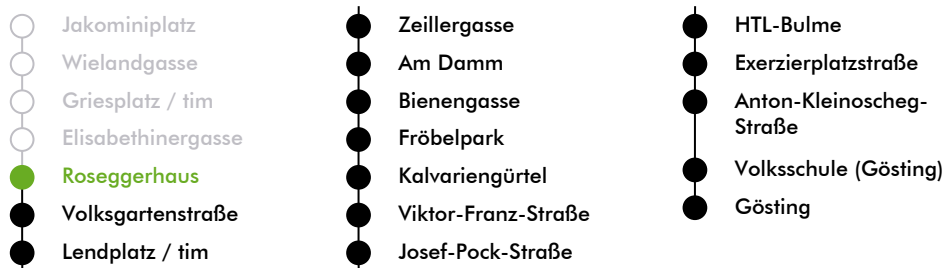 Jakominiplatz
Wielandgasse
Griesplatz / tim
Elisabethinergasse
Roseggerhaus
Volksgartenstraße
Lendplatz / tim
Zeillergasse
Am Damm
Bienengasse
Fröbelpark
Kalvariengürtel
Viktor-Franz-Straße
Josef-Pock-Straße
HTL-Bulme
Exerzierplatzstraße
Anton-Kleinoscheg-
Straße
Volksschule (Gösting)
Gösting